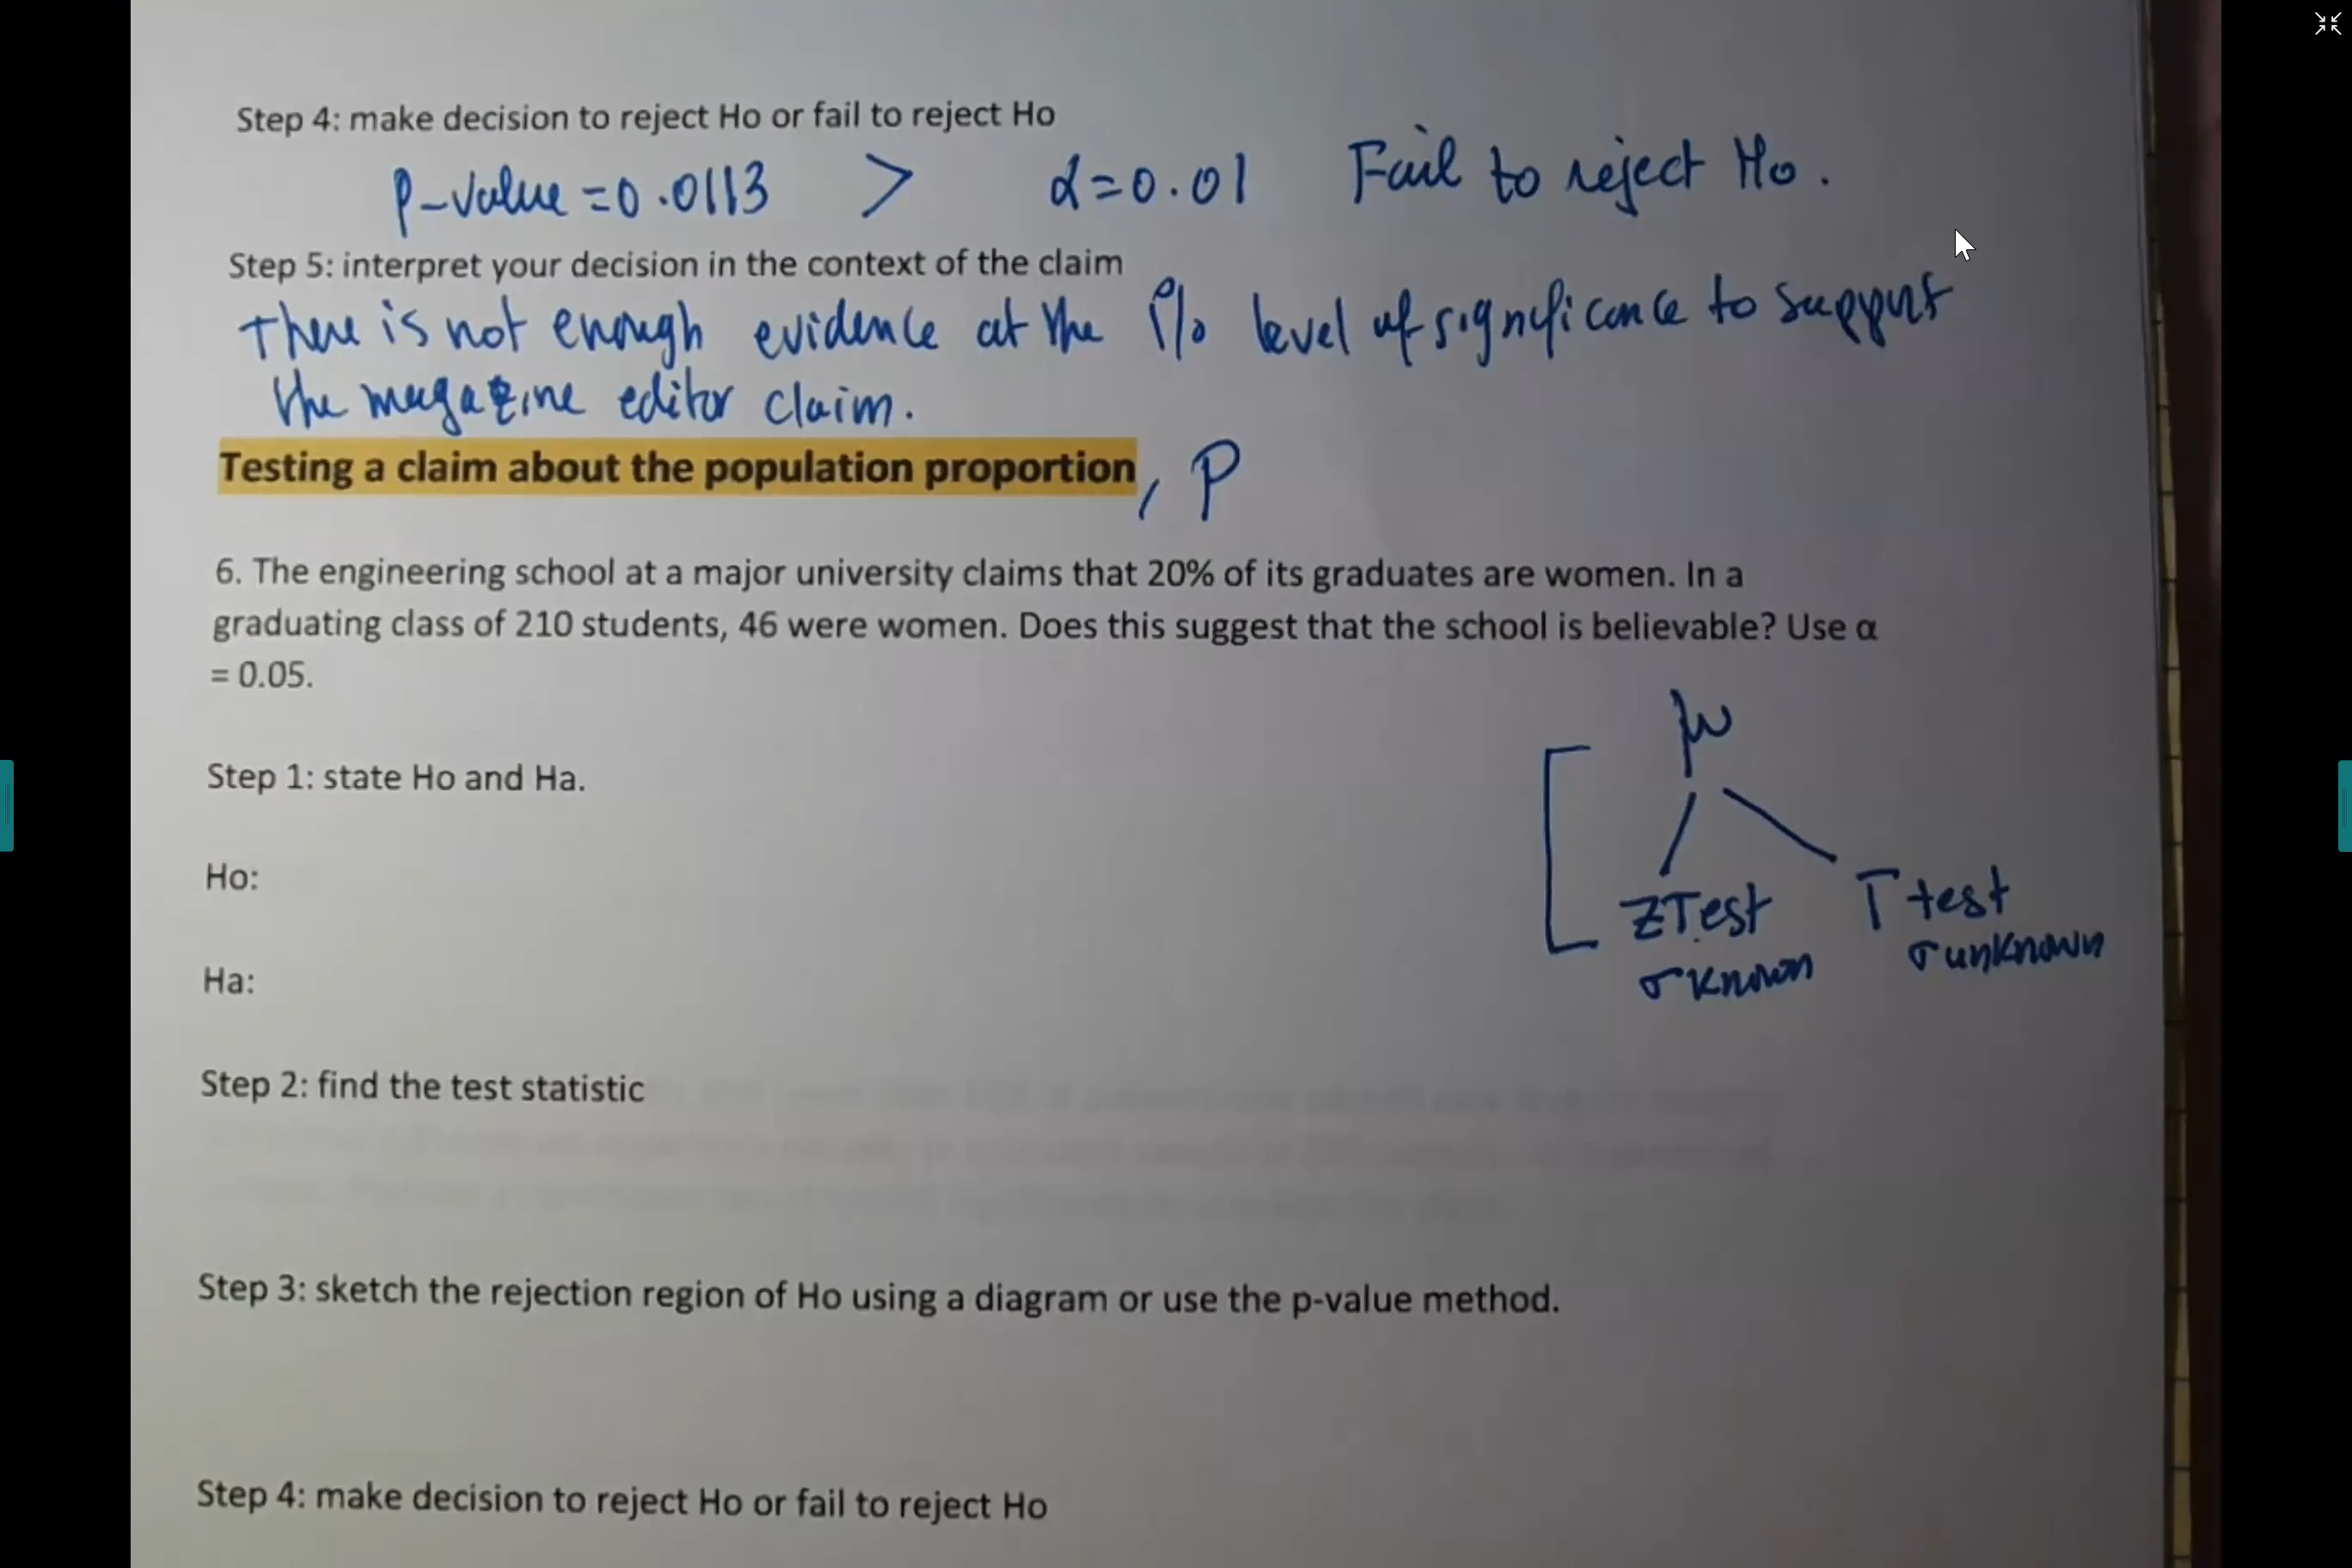 Step 4: make decision to reject Ho or fail to reject Ho
p-value = 0.0113 > α = 0.01 Fail to reject Ho.
Step 5: interpret your decision in the context of the claim
There is not enough evidence at the 1% level of significance to support
the magazine editor claim.
Testing a claim about the population proportion, P
6. The engineering school at a major university claims that 20% of its graduates are women. In a
graduating class of 210 students, 46 were women. Does this suggest that the school is believable? Use α
= 0.05.
μ
Step 1: state Ho and Ha.
Ho:
ZTest T test
σ known σ unknown
Ha:
Step 2: find the test statistic
Step 3: sketch the rejection region of Ho using a diagram or use the p-value method.
Step 4: make decision to reject Ho or fail to reject Ho